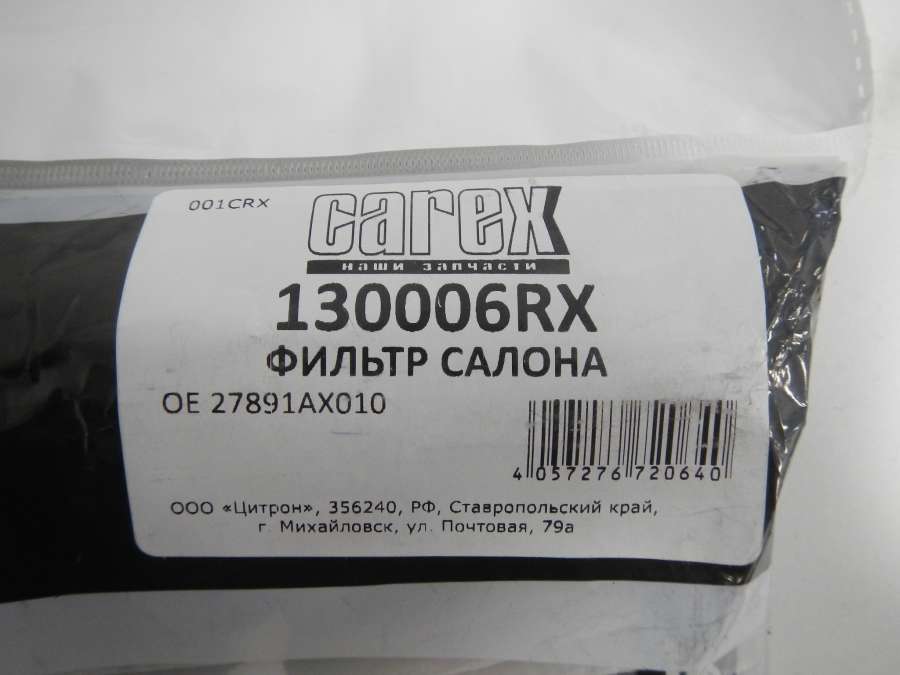 001CRX
carex
наши запчасти
130006RX
ФИЛЬТР САЛОНА
OE 27891AX010
4 057276 720640
ООО «Цитрон», 356240, РФ, Ставропольский край,
г. Михайловск, ул. Почтовая, 79а